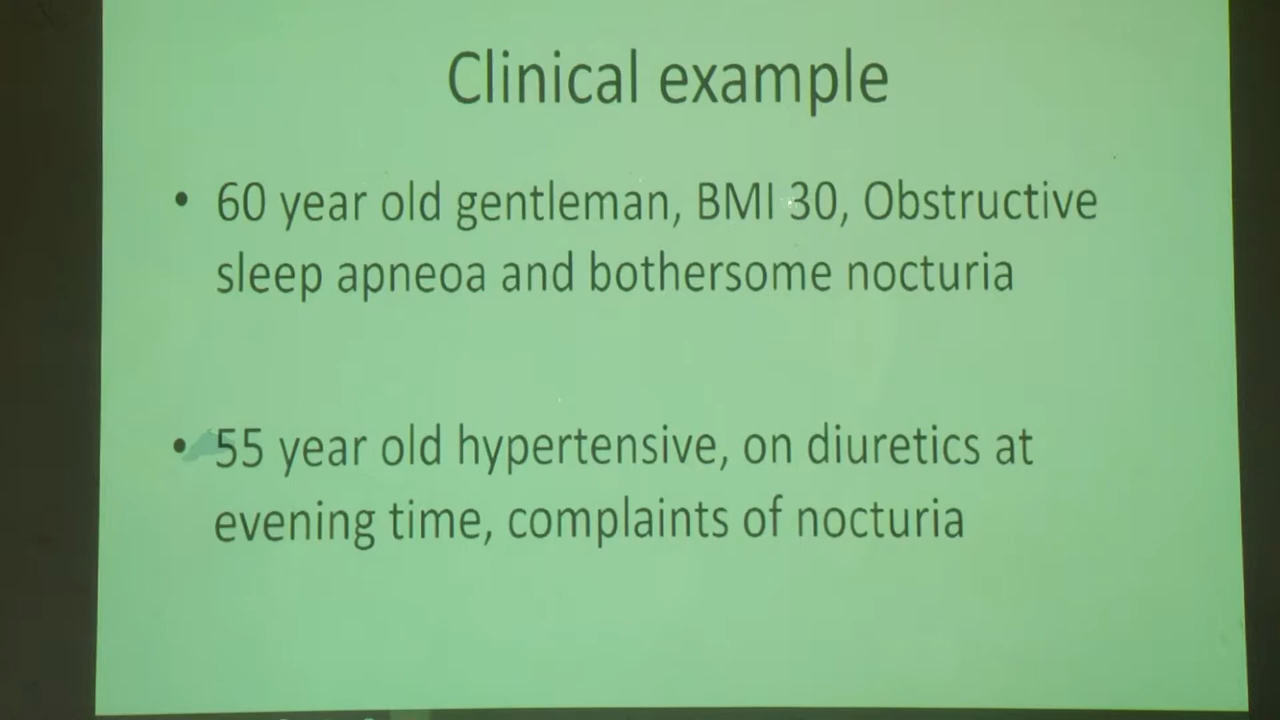 Clinical example
• 60 year old gentleman, BMI 30, Obstructive
sleep apneoa and bothersome nocturia
• 55 year old hypertensive, on diuretics at
evening time, complaints of nocturia